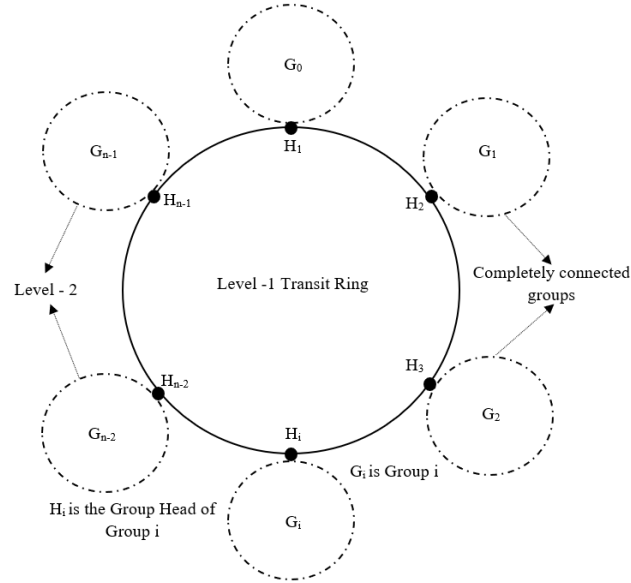 G₀
H₁
Gₙ₋₁
G₁
Hₙ₋₁
H₂
Level - 2
Level -1 Transit Ring
Completely connected
groups
Hₙ₋₂
H₃
Gₙ₋₂
G₂
Hᵢ
Gᵢ is Group i
Hᵢ is the Group Head of
Group i
Gᵢ